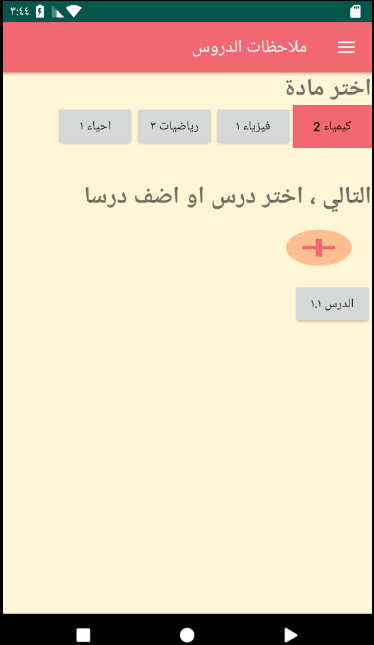 ٣:٤٤
ملاحظات الدروس
اختر مادة
كيمياء 2 فيزياء ١ رياضيات ٣ احياء ١
التالي ، اختر درس او اضف درسا
الدرس ١,١